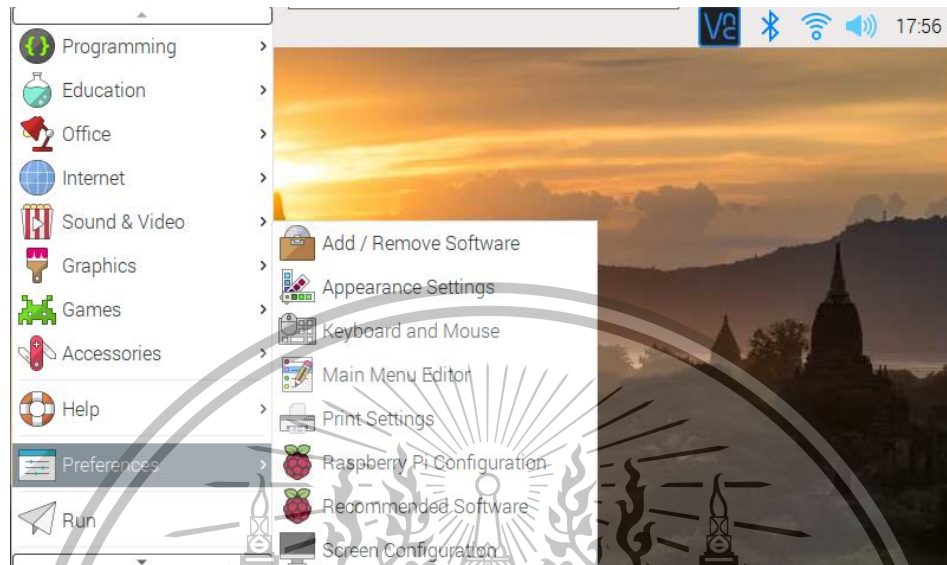 V2
17:56
Programming
Education
Office
Internet
Sound & Video
Graphics
Games
Accessories
Help
Preferences
Run
Add / Remove Software
Appearance Settings
Keyboard and Mouse
Main Menu Editor
Print Settings
Raspberry Pi Configuration
Recommended Software
Screen Configuration